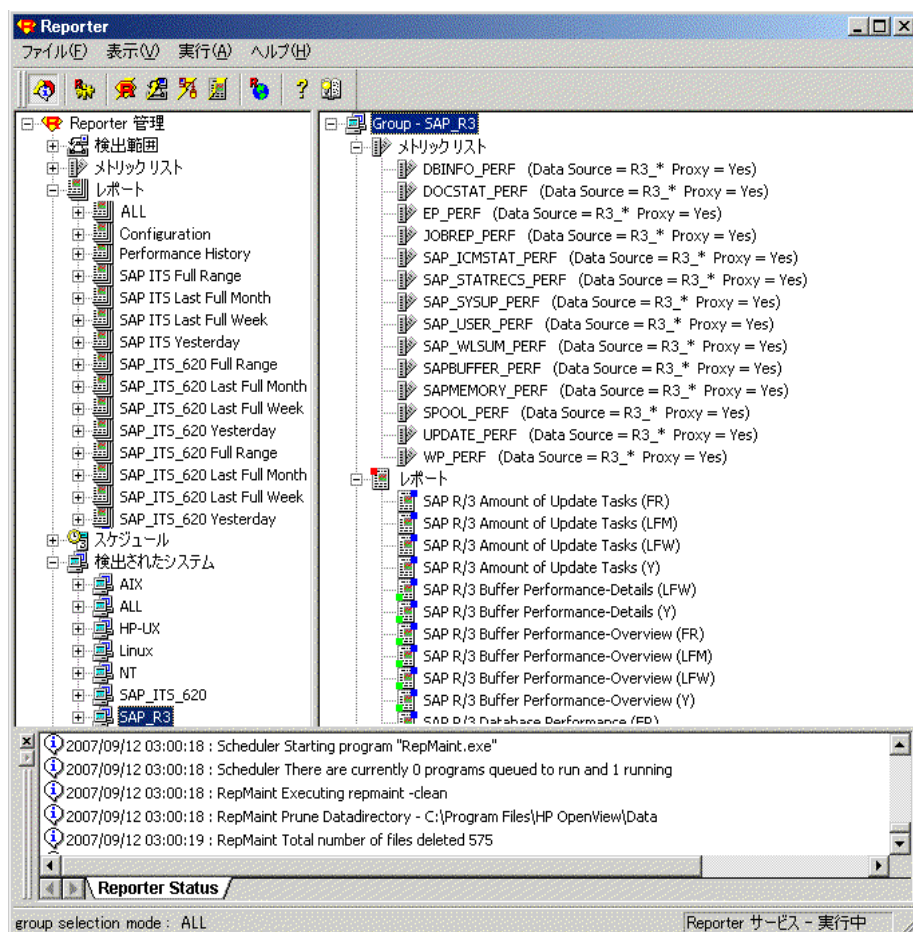 Reporter
ファイル(F) 表示(V) 実行(A) ヘルプ(H)
Reporter 管理
検出範囲
メトリック リスト
レポート
ALL
Configuration
Performance History
SAP ITS Full Range
SAP ITS Last Full Month
SAP ITS Last Full Week
SAP ITS Yesterday
SAP_ITS_620 Full Range
SAP_ITS_620 Last Full Month
SAP_ITS_620 Last Full Week
SAP_ITS_620 Yesterday
SAP_ITS_620 Full Range
SAP_ITS_620 Last Full Month
SAP_ITS_620 Last Full Week
SAP_ITS_620 Yesterday
スケジュール
検出されたシステム
AIX
ALL
HP-UX
Linux
NT
SAP_ITS_620
SAP_R3
Group - SAP_R3
メトリック リスト
DBINFO_PERF (Data Source = R3_* Proxy = Yes)
DOCSTAT_PERF (Data Source = R3_* Proxy = Yes)
EP_PERF (Data Source = R3_* Proxy = Yes)
JOBREP_PERF (Data Source = R3_* Proxy = Yes)
SAP_ICMSTAT_PERF (Data Source = R3_* Proxy = Yes)
SAP_STATRECS_PERF (Data Source = R3_* Proxy = Yes)
SAP_SYSUP_PERF (Data Source = R3_* Proxy = Yes)
SAP_USER_PERF (Data Source = R3_* Proxy = Yes)
SAP_WLSUM_PERF (Data Source = R3_* Proxy = Yes)
SAPBUFFER_PERF (Data Source = R3_* Proxy = Yes)
SAPMEMORY_PERF (Data Source = R3_* Proxy = Yes)
SPOOL_PERF (Data Source = R3_* Proxy = Yes)
UPDATE_PERF (Data Source = R3_* Proxy = Yes)
WP_PERF (Data Source = R3_* Proxy = Yes)
レポート
SAP R/3 Amount of Update Tasks (FR)
SAP R/3 Amount of Update Tasks (LFM)
SAP R/3 Amount of Update Tasks (LFW)
SAP R/3 Amount of Update Tasks (Y)
SAP R/3 Buffer Performance-Details (LFW)
SAP R/3 Buffer Performance-Details (Y)
SAP R/3 Buffer Performance-Overview (FR)
SAP R/3 Buffer Performance-Overview (LFM)
SAP R/3 Buffer Performance-Overview (LFW)
SAP R/3 Buffer Performance-Overview (Y)
SAP R/3 Database Performance (FR)
2007/09/12 03:00:18 : Scheduler Starting program "RepMaint.exe"
2007/09/12 03:00:18 : Scheduler There are currently 0 programs queued to run and 1 running
2007/09/12 03:00:18 : RepMaint Executing repmaint -clean
2007/09/12 03:00:18 : RepMaint Prune Datadirectory - C:\Program Files\HP OpenView\Data
2007/09/12 03:00:19 : RepMaint Total number of files deleted 575
Reporter Status
group selection mode : ALL
Reporter サービス - 実行中